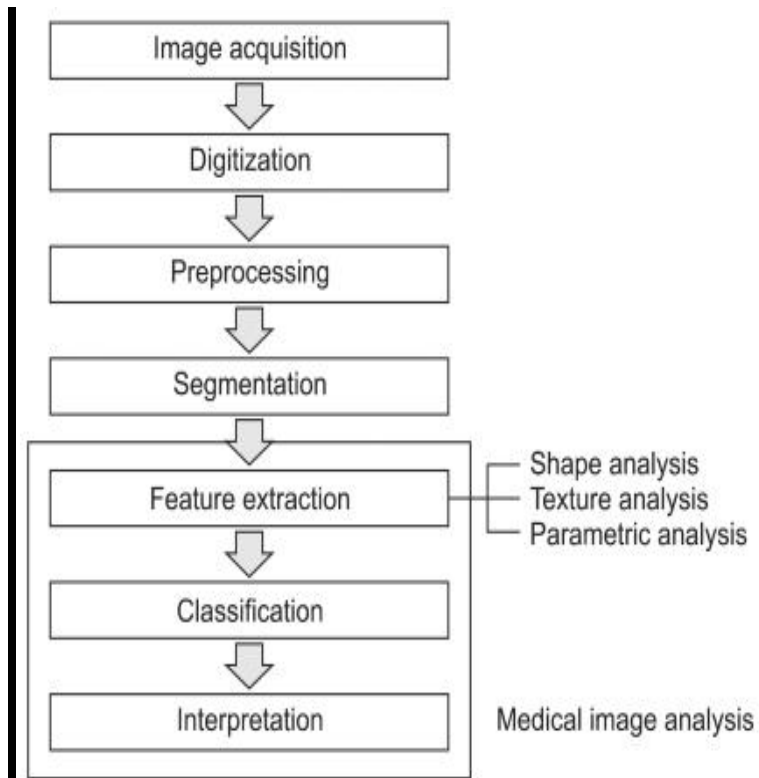 Image acquisition
Digitization
Preprocessing
Segmentation
Feature extraction
Shape analysis
Texture analysis
Parametric analysis
Classification
Interpretation
Medical image analysis